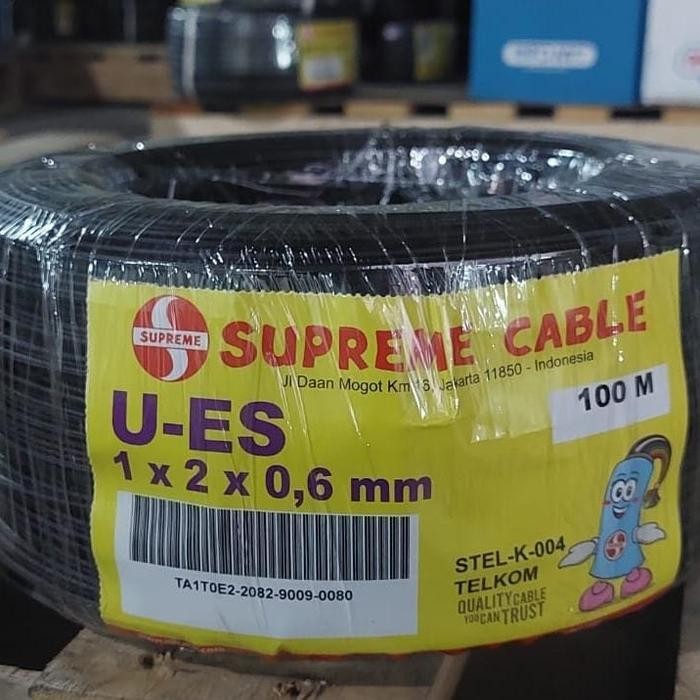 SUPREME
SUPREME CABLE
Jl Daan Mogot Km 16, Jakarta 11850 - Indonesia
100 M
U-ES
1 x 2 x 0,6 mm
TA1T0E2-2082-9009-0080
STEL-K-004
TELKOM
QUALITY CABLE
YOU CAN TRUST